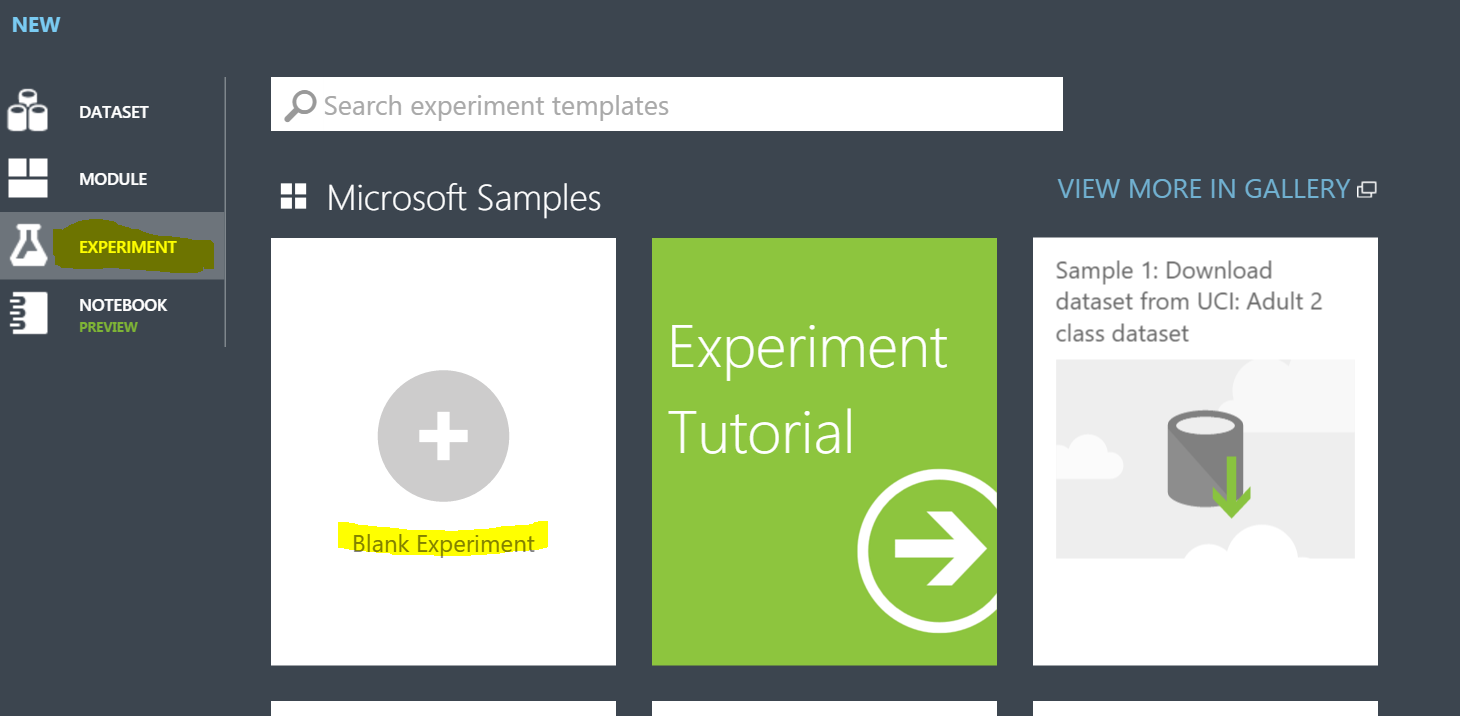 NEW
DATASET
MODULE
EXPERIMENT
NOTEBOOK
PREVIEW
Search experiment templates
Microsoft Samples
VIEW MORE IN GALLERY
Blank Experiment
Experiment
Tutorial
Sample 1: Download
dataset from UCI: Adult 2
class dataset